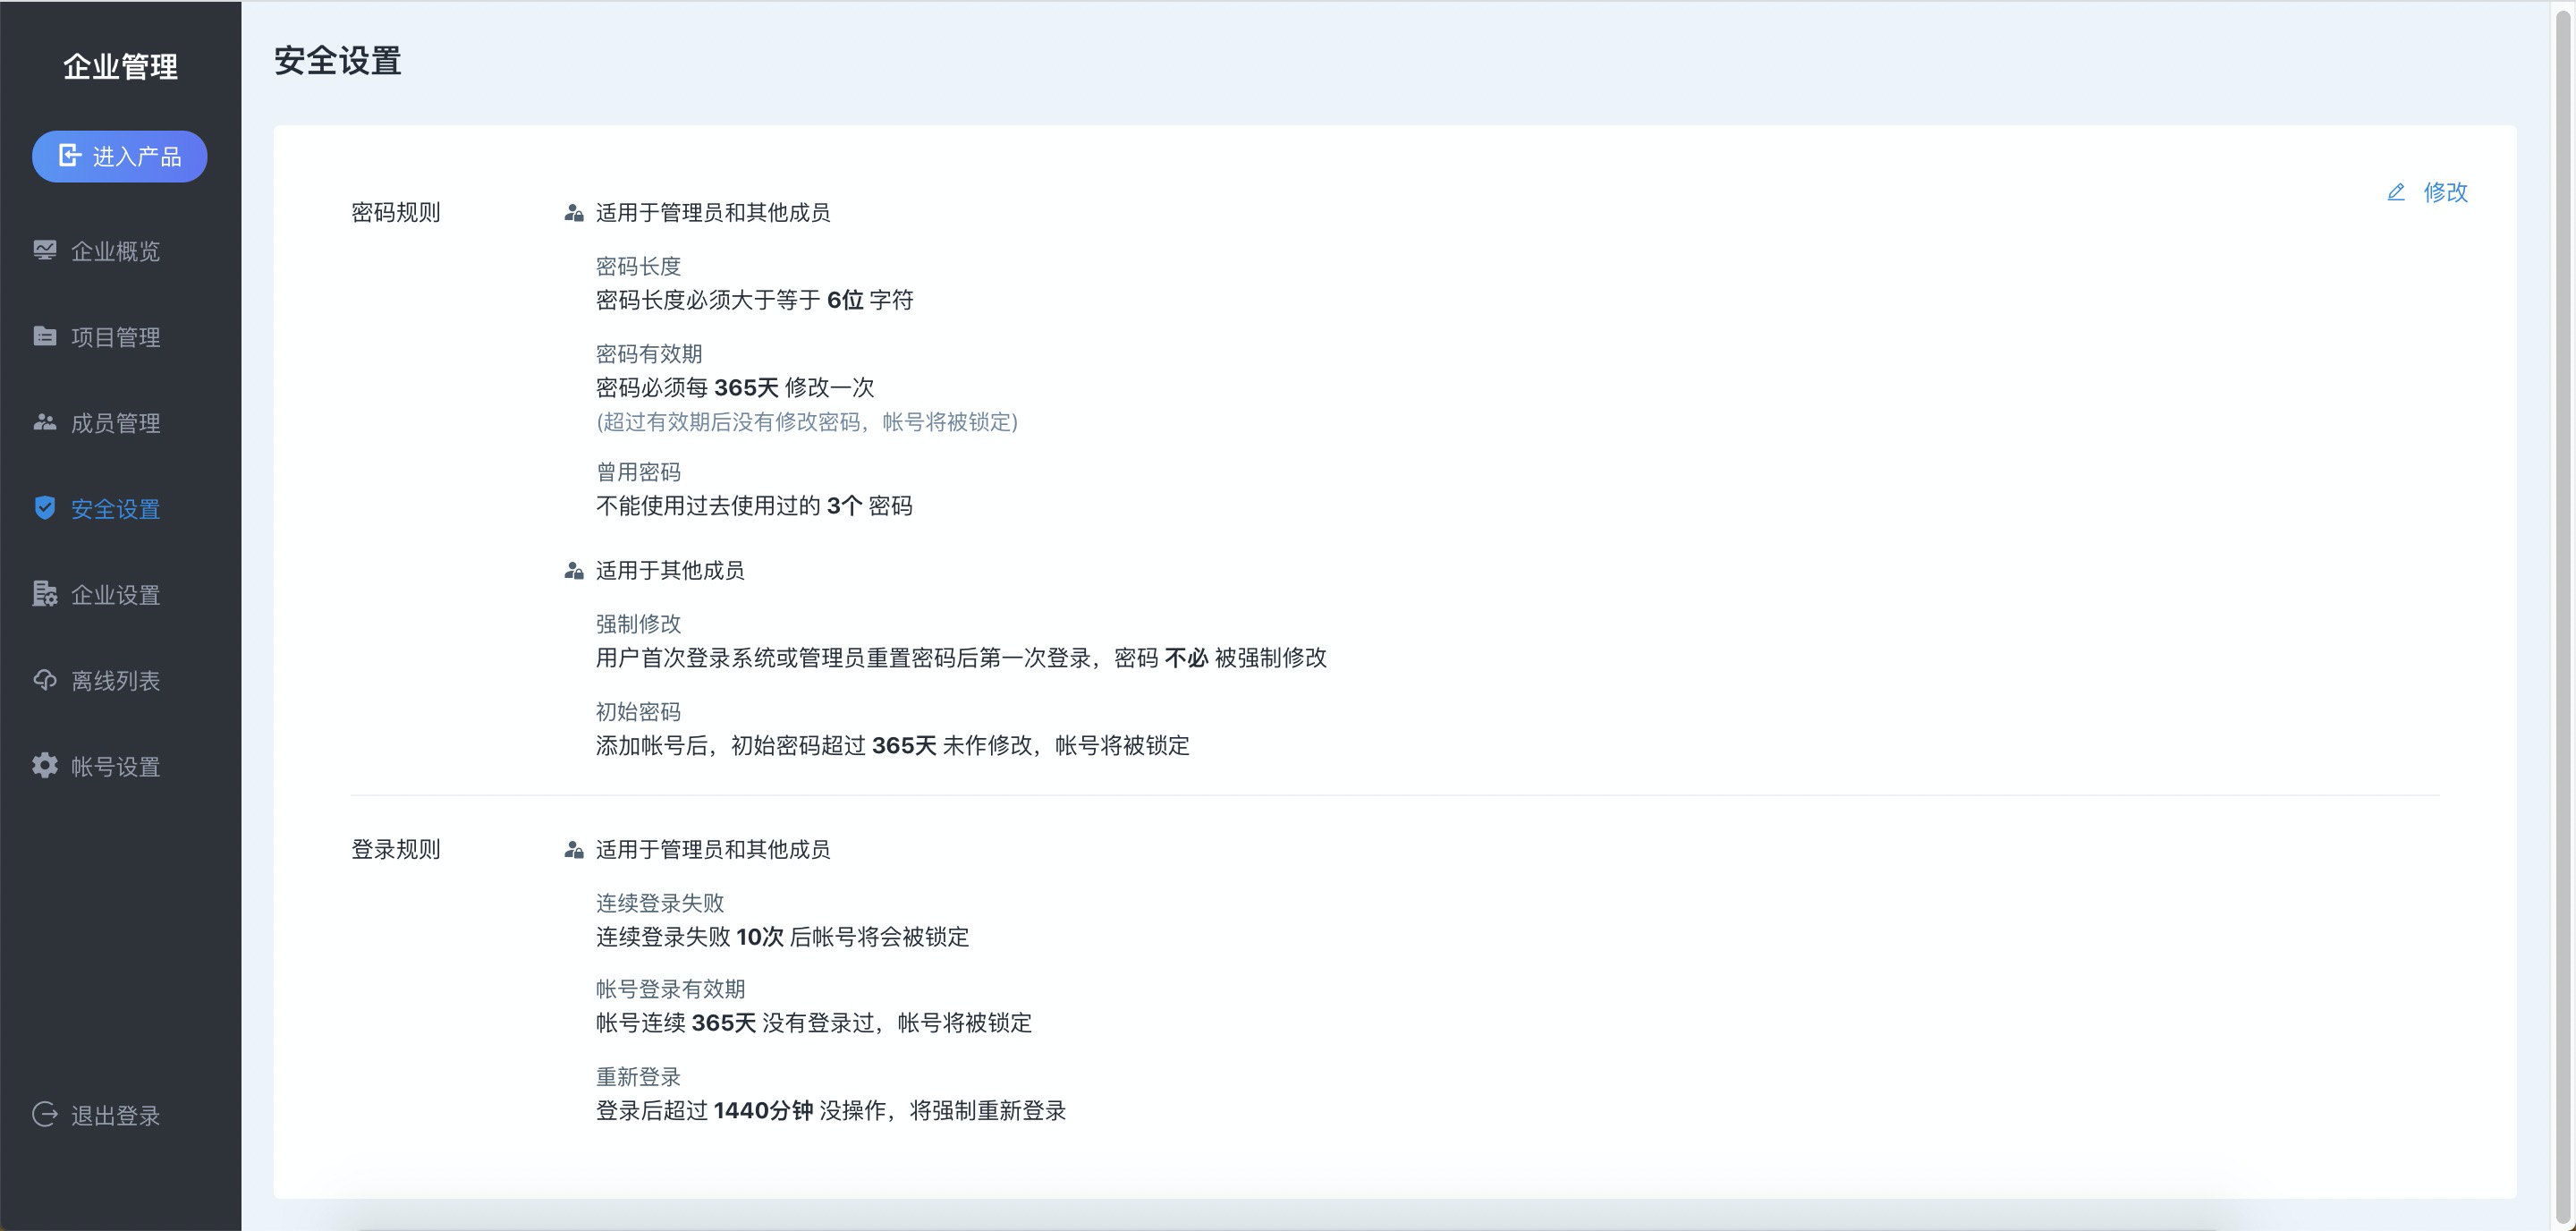 企业管理
进入产品
企业概览
项目管理
成员管理
安全设置
企业设置
离线列表
帐号设置
退出登录
安全设置
修改
密码规则
适用于管理员和其他成员
密码长度
密码长度必须大于等于 6位 字符
密码有效期
密码必须每 365天 修改一次
(超过有效期后没有修改密码，帐号将被锁定)
曾用密码
不能使用过去使用过的 3个 密码
适用于其他成员
强制修改
用户首次登录系统或管理员重置密码后第一次登录，密码 不必 被强制修改
初始密码
添加帐号后，初始密码超过 365天 未作修改，帐号将被锁定
登录规则
适用于管理员和其他成员
连续登录失败
连续登录失败 10次 后帐号将会被锁定
帐号登录有效期
帐号连续 365天 没有登录过，帐号将被锁定
重新登录
登录后超过 1440分钟 没操作，将强制重新登录